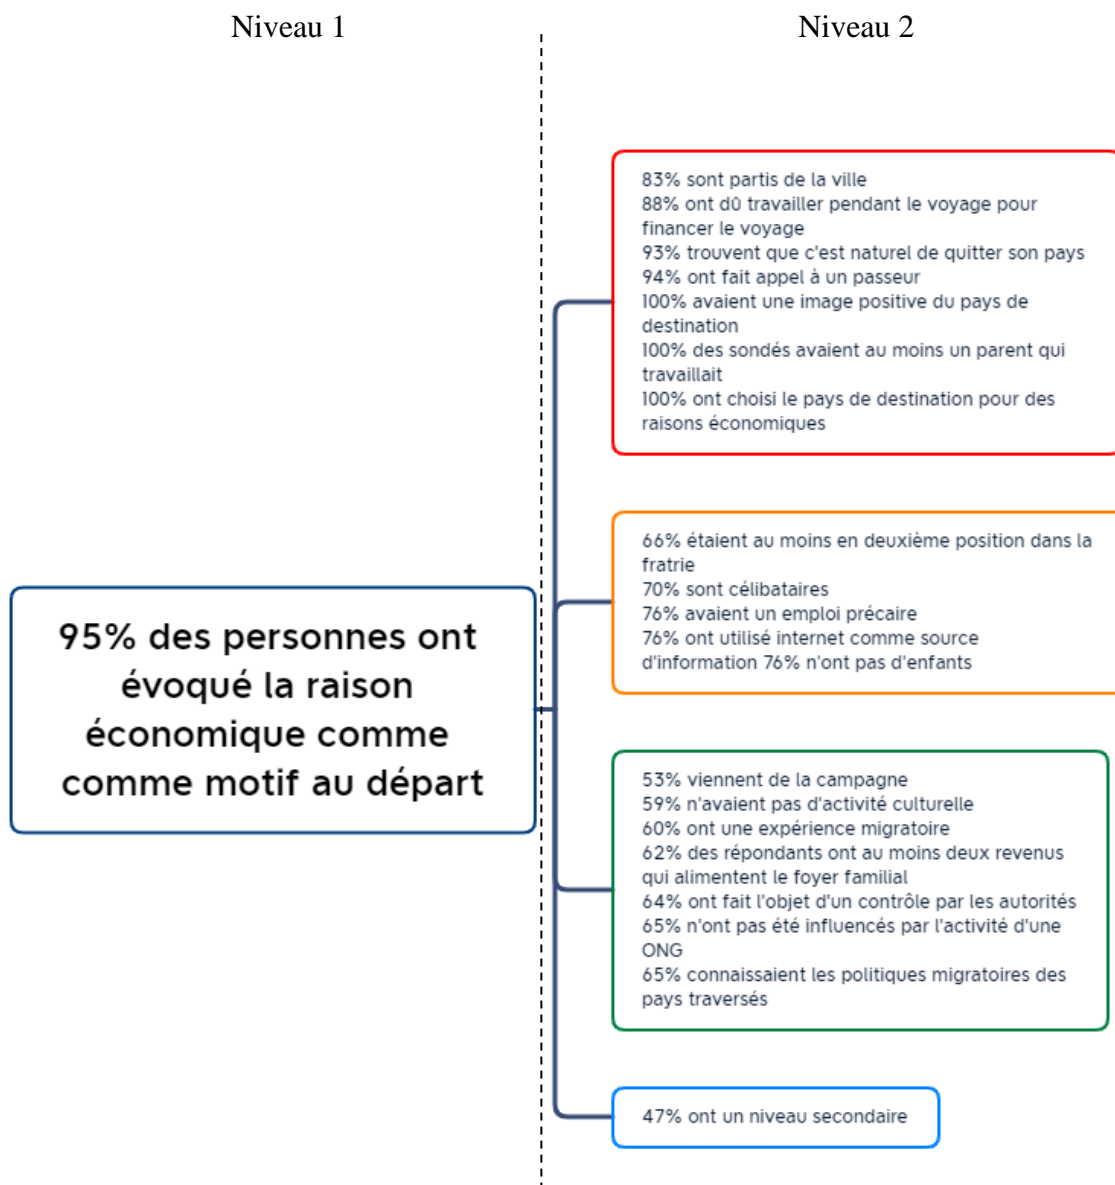 Niveau 1
Niveau 2
83% sont partis de la ville
88% ont dû travailler pendant le voyage pour
financer le voyage
93% trouvent que c'est naturel de quitter son pays
94% ont fait appel à un passeur
100% avaient une image positive du pays de
destination
100% des sondés avaient au moins un parent qui
travaillait
100% ont choisi le pays de destination pour des
raisons économiques
66% étaient au moins en deuxième position dans la
fratrie
70% sont célibataires
76% avaient un emploi précaire
76% ont utilisé internet comme source
d'information 76% n'ont pas d'enfants
95% des personnes ont
évoqué la raison
économique comme
comme motif au départ
53% viennent de la campagne
59% n'avaient pas d'activité culturelle
60% ont une expérience migratoire
62% des répondants ont au moins deux revenus
qui alimentent le foyer familial
64% ont fait l'objet d'un contrôle par les autorités
65% n'ont pas été influencés par l'activité d'une
ONG
65% connaissaient les politiques migratoires des
pays traversés
47% ont un niveau secondaire